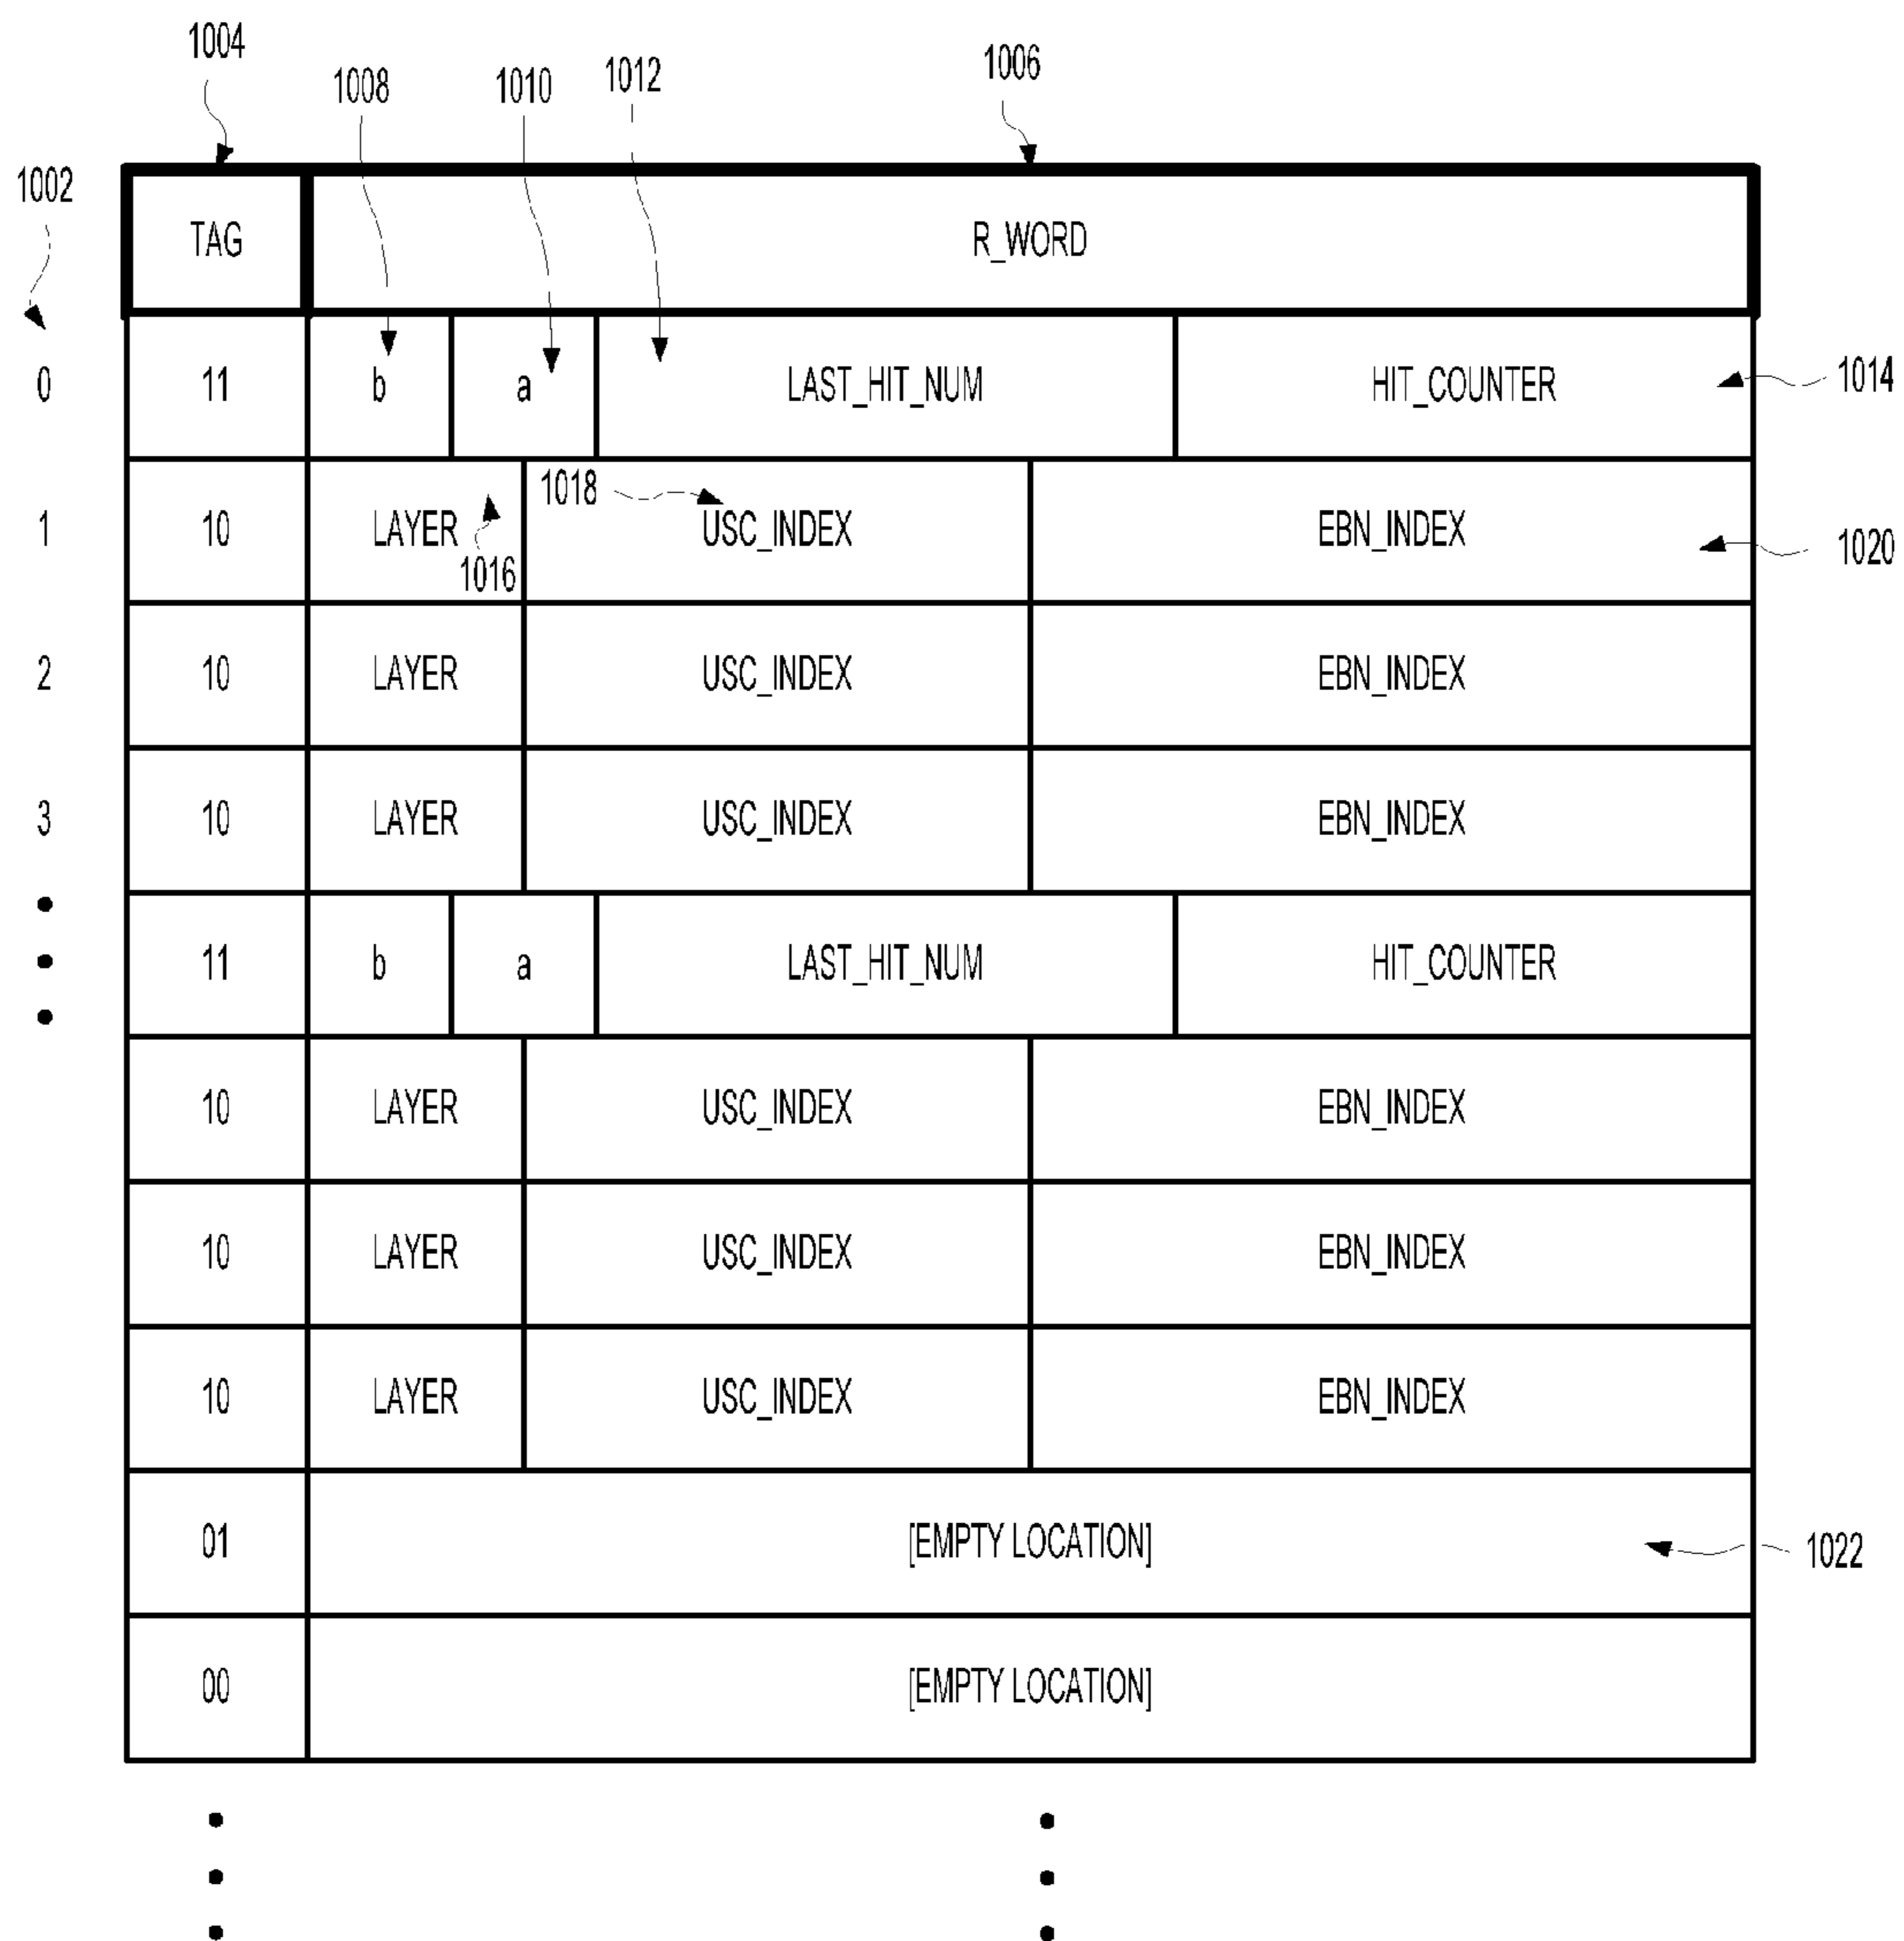 1004
1006
1012
1008
1010
1002
TAG R_WORD
0 11 b a LAST_HIT_NUM HIT_COUNTER 1014
1018
1 10 LAYER USC_INDEX EBN_INDEX 1020
1016
2 10 LAYER USC_INDEX EBN_INDEX
3 10 LAYER USC_INDEX EBN_INDEX
11 b a LAST_HIT_NUM HIT_COUNTER
10 LAYER USC_INDEX EBN_INDEX
10 LAYER USC_INDEX EBN_INDEX
10 LAYER USC_INDEX EBN_INDEX
01 [EMPTY LOCATION] 1022
00 [EMPTY LOCATION]